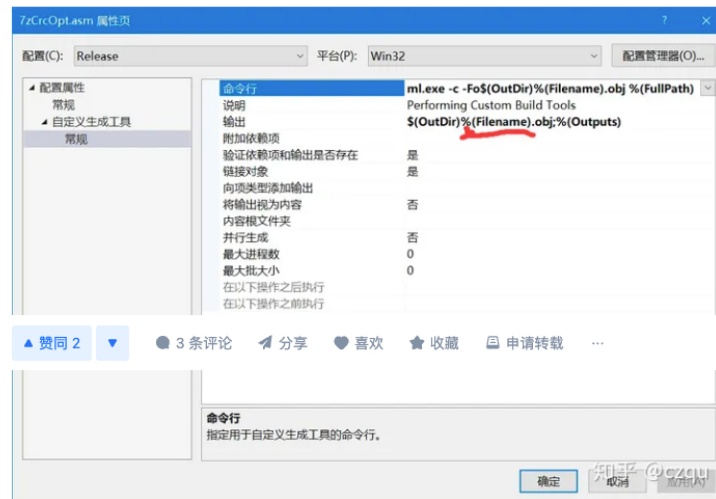 7zCrcOpt.asm 属性页
配置(C): Release 平台(P): Win32 配置管理器(O)...
配置属性
常规
自定义生成工具
常规
命令行 ml.exe -c -Fo$(OutDir)%(Filename).obj %(FullPath)
说明 Performing Custom Build Tools
输出 $(OutDir)%(Filename).obj;%(Outputs)
附加依赖项
验证依赖项和输出是否存在 是
链接对象 是
向项类型添加输出
将输出视为内容 否
内容根文件夹
并行生成 否
最大进程数 0
最大批大小 0
在以下操作之后执行
在以下操作之前执行
赞同 2 3 条评论 分享 喜欢 收藏 申请转载 ···
命令行
指定用于自定义生成工具的命令行。
确定 取消 应用(A)
知乎 @czqu